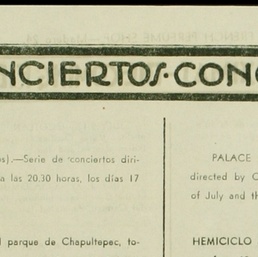 NCIERTOS·CONC
s).—Serie de conciertos diri-
a las 20.30 horas, los días 17
l parque de Chapultepec, to-
PALACE
directed by C
of July and th
HEMICICLO